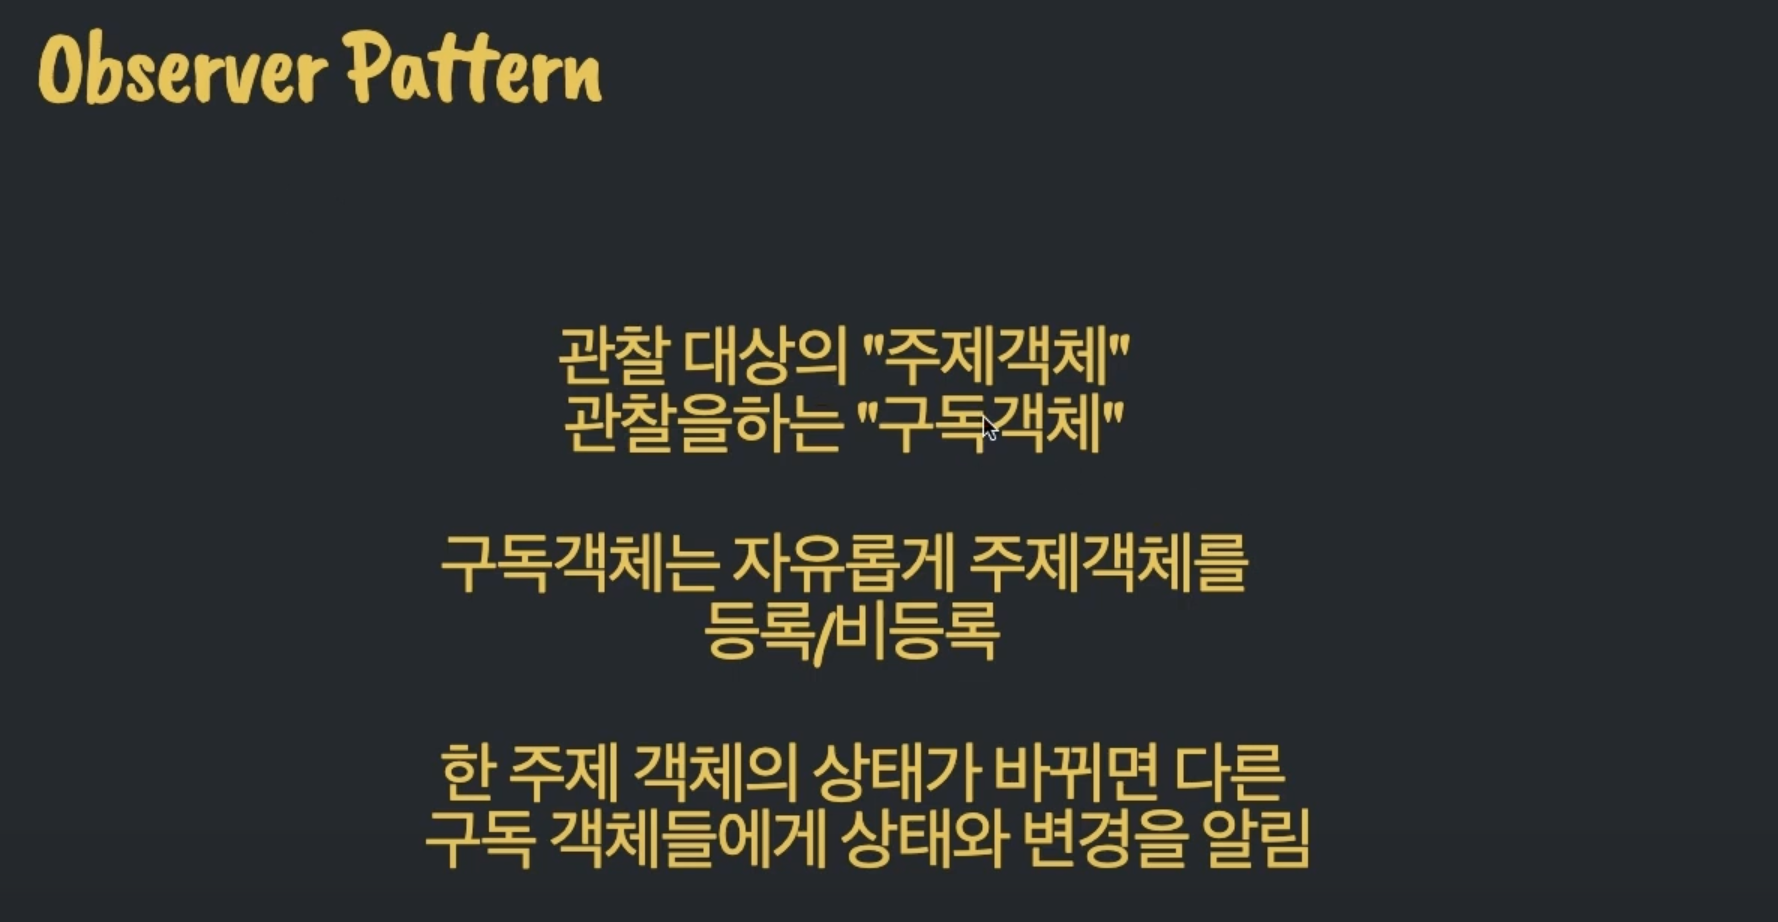 Observer Pattern
관찰 대상의 "주제객체"
관찰을하는 "구독객체"
구독객체는 자유롭게 주제객체를
등록/비등록
한 주제 객체의 상태가 바뀌면 다른
구독 객체들에게 상태와 변경을 알림